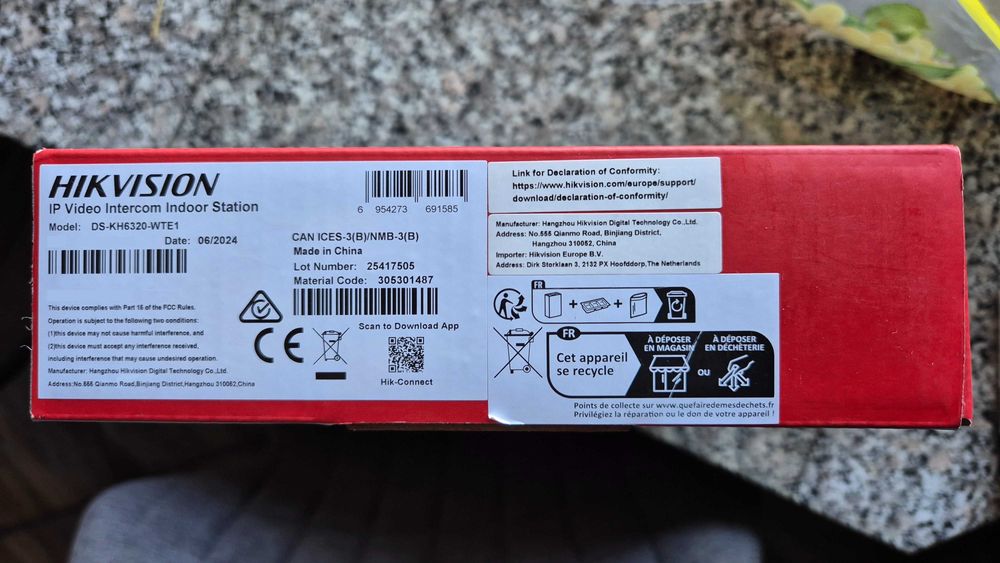 HIKVISION
IP Video Intercom Indoor Station
Model: DS-KH6320-WTE1
Date: 06/2024
6 954273 691585
CAN ICES-3(B)/NMB-3(B)
Made in China
Lot Number: 25417505
Material Code: 305301487
This device complies with Part 15 of the FCC Rules.
Operation is subject to the following two conditions:
(1)this device may not cause harmful interference, and
(2)this device must accept any interference received,
including interference that may cause undesired operation.
Manufacturer: Hangzhou Hikvision Digital Technology Co.,Ltd.
Address:No.555 Qianmo Road,Binjiang District,Hangzhou 310052,China
CE
Scan to Download App
Hik-Connect
Link for Declaration of Conformity:
https://www.hikvision.com/europe/support/
download/declaration-of-conformity/
Manufacturer: Hangzhou Hikvision Digital Technology Co.,Ltd.
Address: No.555 Qianmo Road, Binjiang District,
Hangzhou 310052, China
Importer: Hikvision Europe B.V.
Address: Dirk Storklaan 3, 2132 PX Hoofddorp,The Netherlands
FR
+ +
FR
Cet appareil
se recycle
À DÉPOSER
EN MAGASIN
OU
À DÉPOSER
EN DÉCHÈTERIE
Points de collecte sur www.quefairedemesdechets.fr
Privilégiez la réparation ou le don de votre appareil !